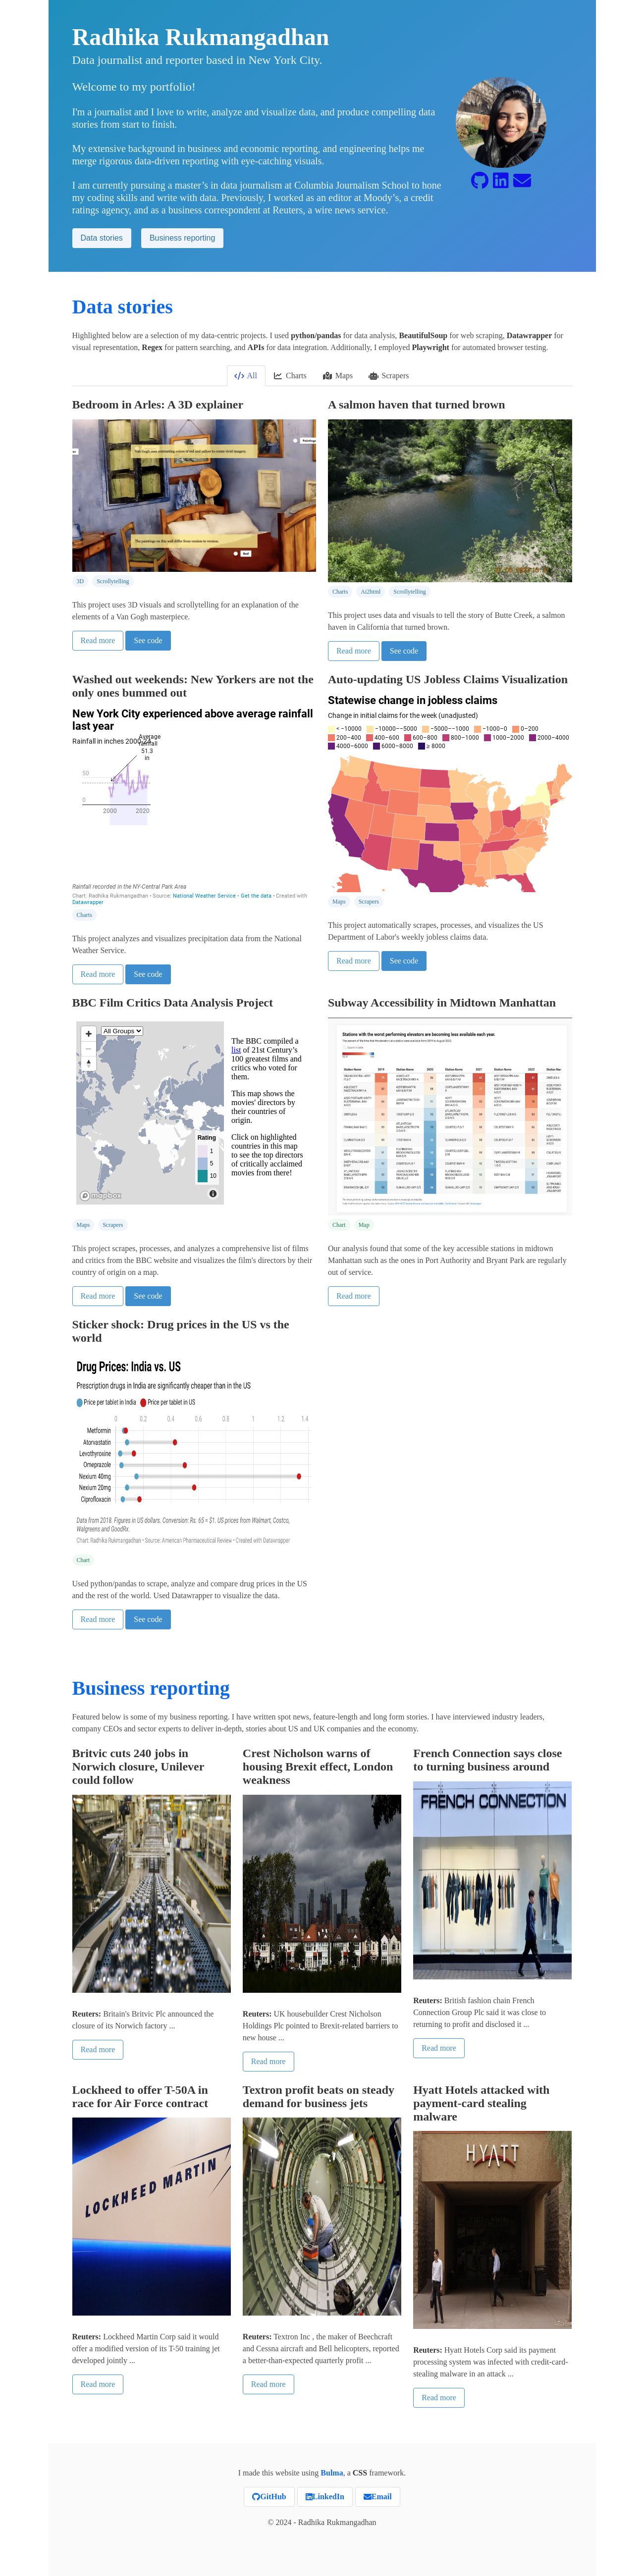 Radhika Rukmangadhan
Data journalist and reporter based in New York City.
Welcome to my portfolio!
I'm a journalist and I love to write, analyze and visualize data, and produce compelling data
stories from start to finish.
My extensive background in business and economic reporting, and engineering helps me
merge rigorous data-driven reporting with eye-catching visuals.
I am currently pursuing a master's in data journalism at Columbia Journalism School to hone
my coding skills and write with data. Previously, I worked as an editor at Moody's, a credit
ratings agency, and as a business correspondent at Reuters, a wire news service.
Data stories
Business reporting
Data stories
Highlighted below are a selection of my data-centric projects. I used python/pandas for data analysis, BeautifulSoup for web scraping, Datawrapper for
visual representation, Regex for pattern searching, and APIs for data integration. Additionally, I employed Playwright for automated browser testing.
All
Charts
Maps
Scrapers
Bedroom in Arles: A 3D explainer
3D
Scrollytelling
This project uses 3D visuals and scrollytelling for an explanation of the
elements of a Van Gogh masterpiece.
Read more
See code
A salmon haven that turned brown
Charts
Ai2html
Scrollytelling
This project uses data and visuals to tell the story of Butte Creek, a salmon
haven in California that turned brown.
Read more
See code
Washed out weekends: New Yorkers are not the
only ones bummed out
New York City experienced above average rainfall
last year
Rainfall in inches 2000-24
Average
rainfall
51.3
in
50
0
2000
2020
Rainfall recorded in the NY-Central Park Area
Chart: Radhika Rukmangadhan • Source: National Weather Service • Get the data • Created with
Datawrapper
Charts
This project analyzes and visualizes precipitation data from the National
Weather Service.
Read more
See code
Auto-updating US Jobless Claims Visualization
Statewise change in jobless claims
Change in initial claims for the week (unadjusted)
< −10000
−10000–−5000
−5000–−1000
−1000–0
0–200
200–400
400–600
600–800
800–1000
1000–2000
2000–4000
4000–6000
6000–8000
≥ 8000
Maps
Scrapers
This project automatically scrapes, processes, and visualizes the US
Department of Labor's weekly jobless claims data.
Read more
See code
BBC Film Critics Data Analysis Project
All Groups
The BBC compiled a
list of 21st Century's
100 greatest films and
critics who voted for
them.
This map shows the
movies' directors by
their countries of
origin.
Click on highlighted
countries in this map
to see the top directors
of critically acclaimed
movies from there!
Rating
1
5
10
mapbox
Maps
Scrapers
This project scrapes, processes, and analyzes a comprehensive list of films
and critics from the BBC website and visualizes the film's directors by their
country of origin on a map.
Read more
See code
Subway Accessibility in Midtown Manhattan
Stations with the worst performing elevators are becoming less available each year.
Chart
Map
Our analysis found that some of the key accessible stations in midtown
Manhattan such as the ones in Port Authority and Bryant Park are regularly
out of service.
Read more
Sticker shock: Drug prices in the US vs the
world
Drug Prices: India vs. US
Prescription drugs in India are significantly cheaper than in the US
Price per tablet in India
Price per tablet in US
0 0.2 0.4 0.6 0.8 1 1.2 1.4
Metformin
Atorvastatin
Levothyroxine
Omeprazole
Nexium 40mg
Nexium 20mg
Ciprofloxacin
Data from 2018. Figures in US dollars. Conversion: Rs. 65 = $1. US prices from Walmart, Costco,
Walgreens and GoodRx.
Chart: Radhika Rukmangadhan • Source: American Pharmaceutical Review • Created with Datawrapper
Chart
Used python/pandas to scrape, analyze and compare drug prices in the US
and the rest of the world. Used Datawrapper to visualize the data.
Read more
See code
Business reporting
Featured below is some of my business reporting. I have written spot news, feature-length and long form stories. I have interviewed industry leaders,
company CEOs and sector experts to deliver in-depth, stories about US and UK companies and the economy.
Britvic cuts 240 jobs in
Norwich closure, Unilever
could follow
Reuters: Britain's Britvic Plc announced the
closure of its Norwich factory ...
Read more
Crest Nicholson warns of
housing Brexit effect, London
weakness
Reuters: UK housebuilder Crest Nicholson
Holdings Plc pointed to Brexit-related barriers to
new house ...
Read more
French Connection says close
to turning business around
FRENCH CONNECTION
Reuters: British fashion chain French
Connection Group Plc said it was close to
returning to profit and disclosed it ...
Read more
Lockheed to offer T-50A in
race for Air Force contract
LOCKHEED MARTIN
Reuters: Lockheed Martin Corp said it would
offer a modified version of its T-50 training jet
developed jointly ...
Read more
Textron profit beats on steady
demand for business jets
Reuters: Textron Inc , the maker of Beechcraft
and Cessna aircraft and Bell helicopters, reported
a better-than-expected quarterly profit ...
Read more
Hyatt Hotels attacked with
payment-card stealing
malware
HYATT
Reuters: Hyatt Hotels Corp said its payment
processing system was infected with credit-card-
stealing malware in an attack ...
Read more
I made this website using Bulma, a CSS framework.
GitHub
LinkedIn
Email
© 2024 - Radhika Rukmangadhan